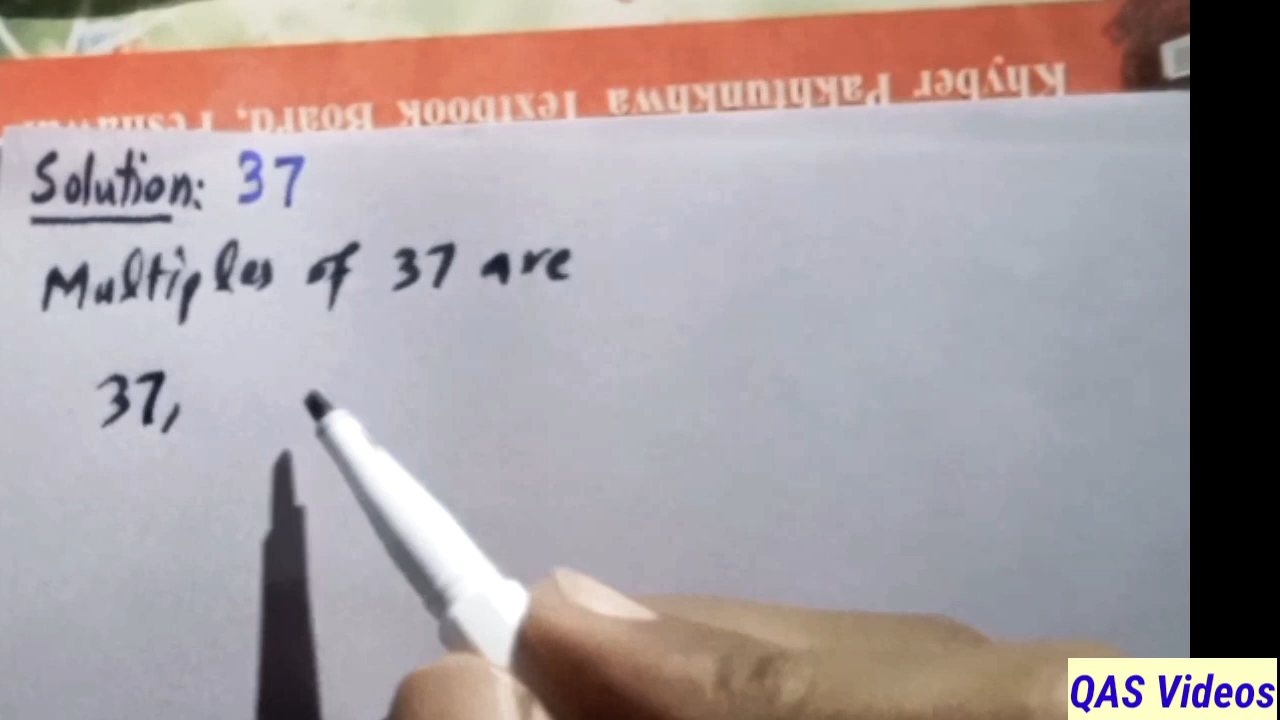 Khyber Pakhtunkhwa Textbook Board,
Solution: 37
Multiples of 37 are
37,
QAS Videos